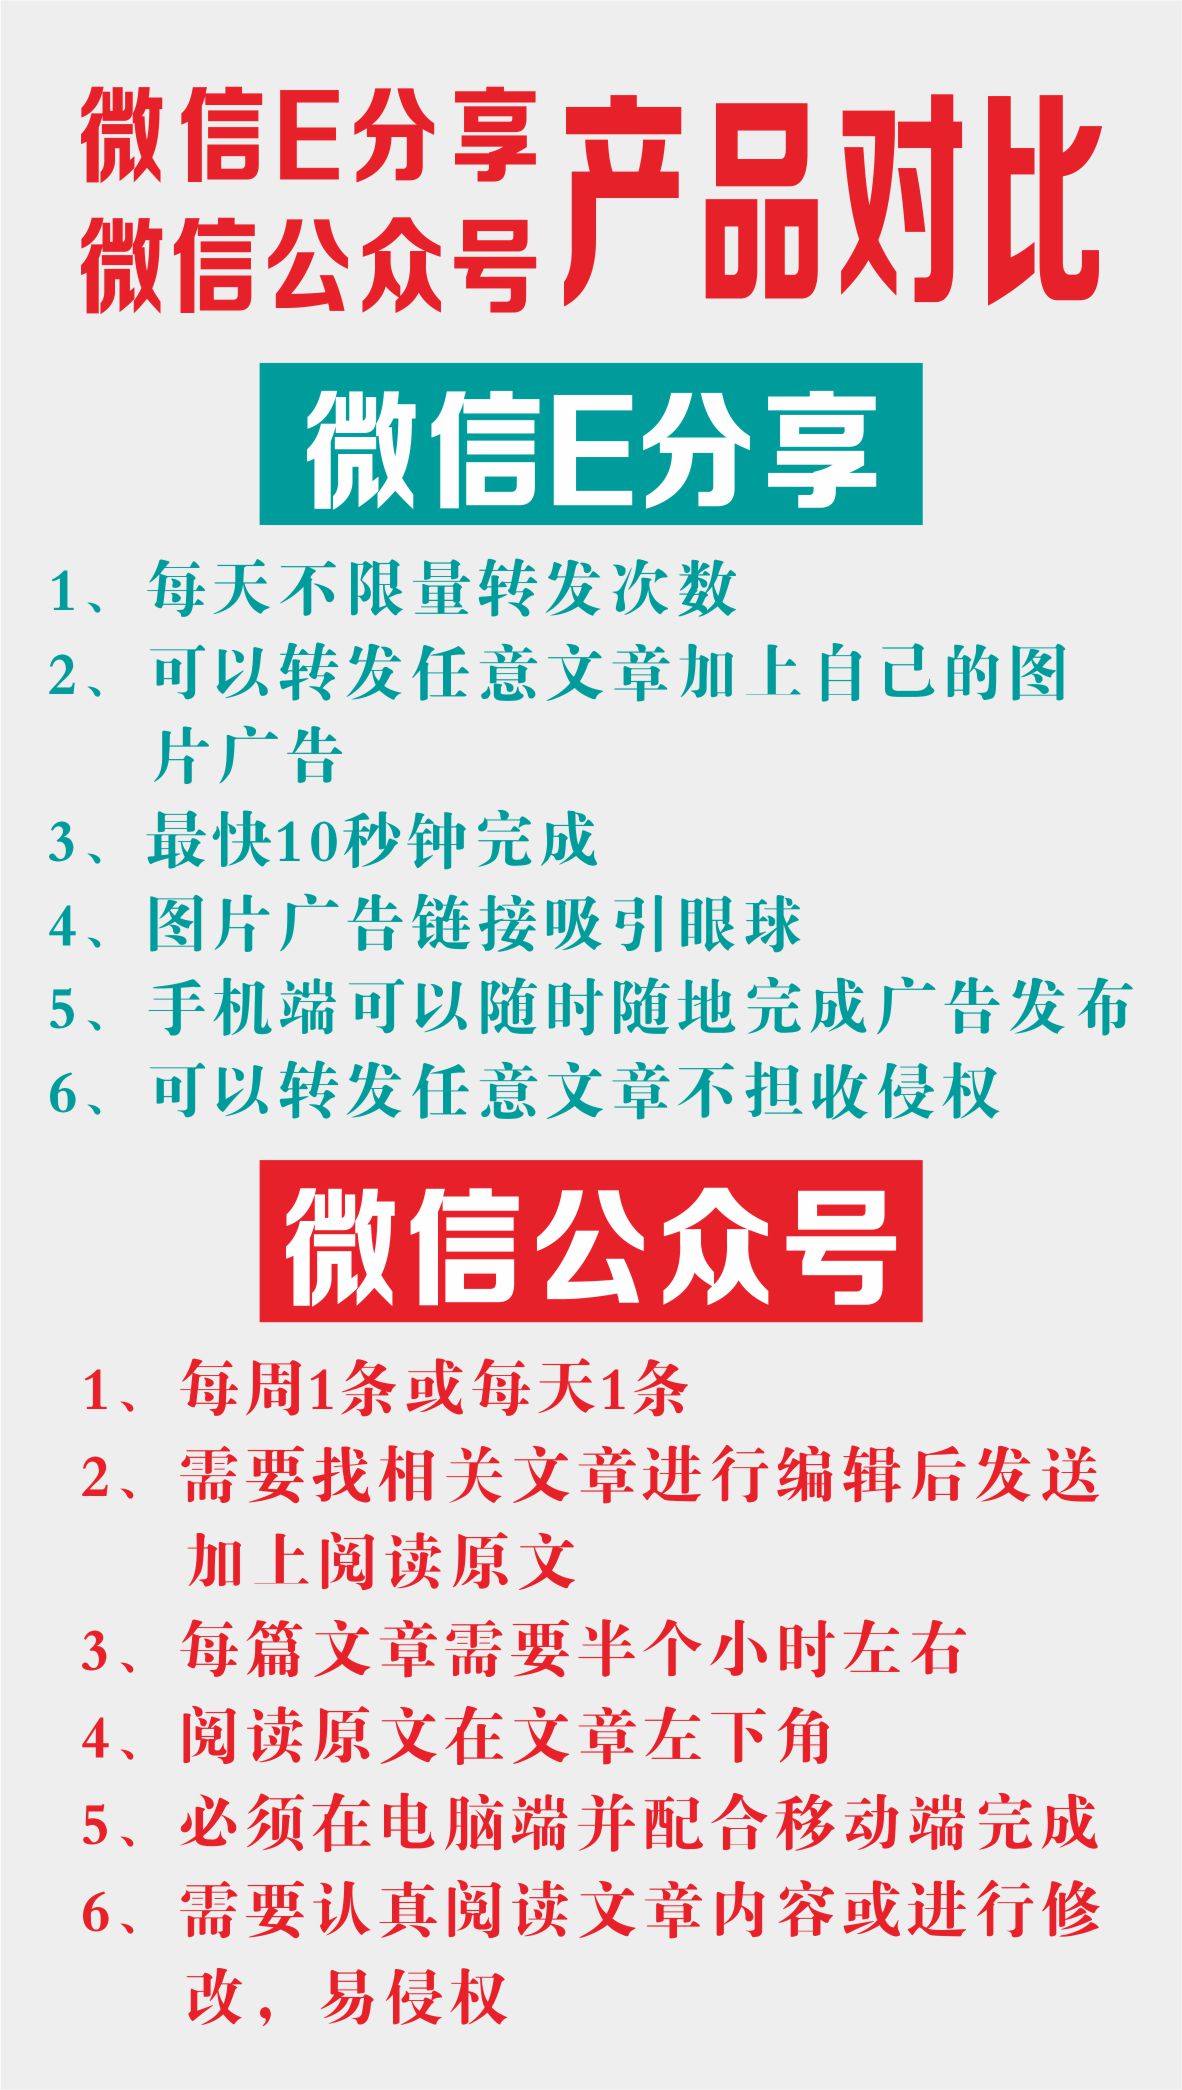 微信E分享
微信公众号
产品对比
微信E分享
1、每天不限量转发次数
2、可以转发任意文章加上自己的图
片广告
3、最快10秒钟完成
4、图片广告链接吸引眼球
5、手机端可以随时随地完成广告发布
6、可以转发任意文章不担收侵权
微信公众号
1、每周1条或每天1条
2、需要找相关文章进行编辑后发送
加上阅读原文
3、每篇文章需要半个小时左右
4、阅读原文在文章左下角
5、必须在电脑端并配合移动端完成
6、需要认真阅读文章内容或进行修
改，易侵权